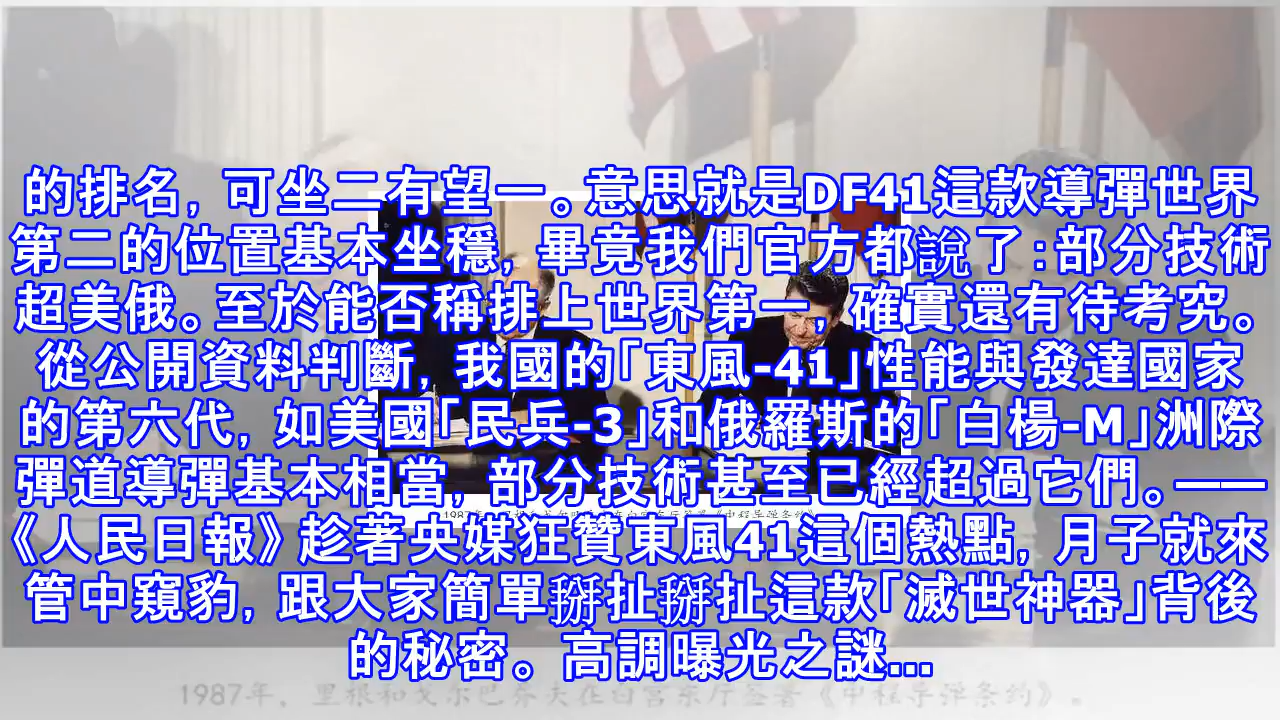 的排名, 可坐二有望一。意思就是DF41這款導彈世界
第二的位置基本坐穩, 畢竟我們官方都說了:部分技術
超美俄。至於能否稱排上世界第一, 確實還有待考究。
從公開資料判斷, 我國的「東風-41」性能與發達國家
的第六代, 如美國「民兵-3」和俄羅斯的「白楊-M」洲際
彈道導彈基本相當, 部分技術甚至已經超過它們。——
《人民日報》趁著央媒狂贊東風41這個熱點, 月子就來
管中窺豹, 跟大家簡單掰扯掰扯這款「滅世神器」背後
的秘密。高調曝光之謎...
1987年，里根和戈尔巴乔夫在白宫东厅签署《中程导弹条约》。